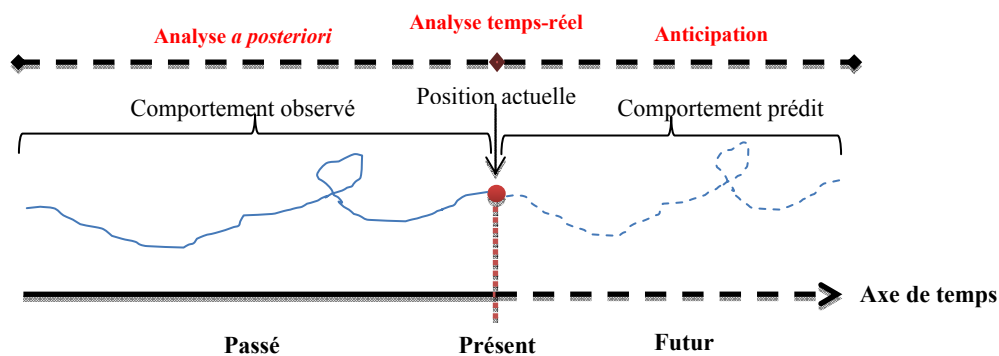 Analyse a posteriori
Analyse temps-réel
Anticipation
Comportement observé
Position actuelle
Comportement prédit
Axe de temps
Passé
Présent
Futur